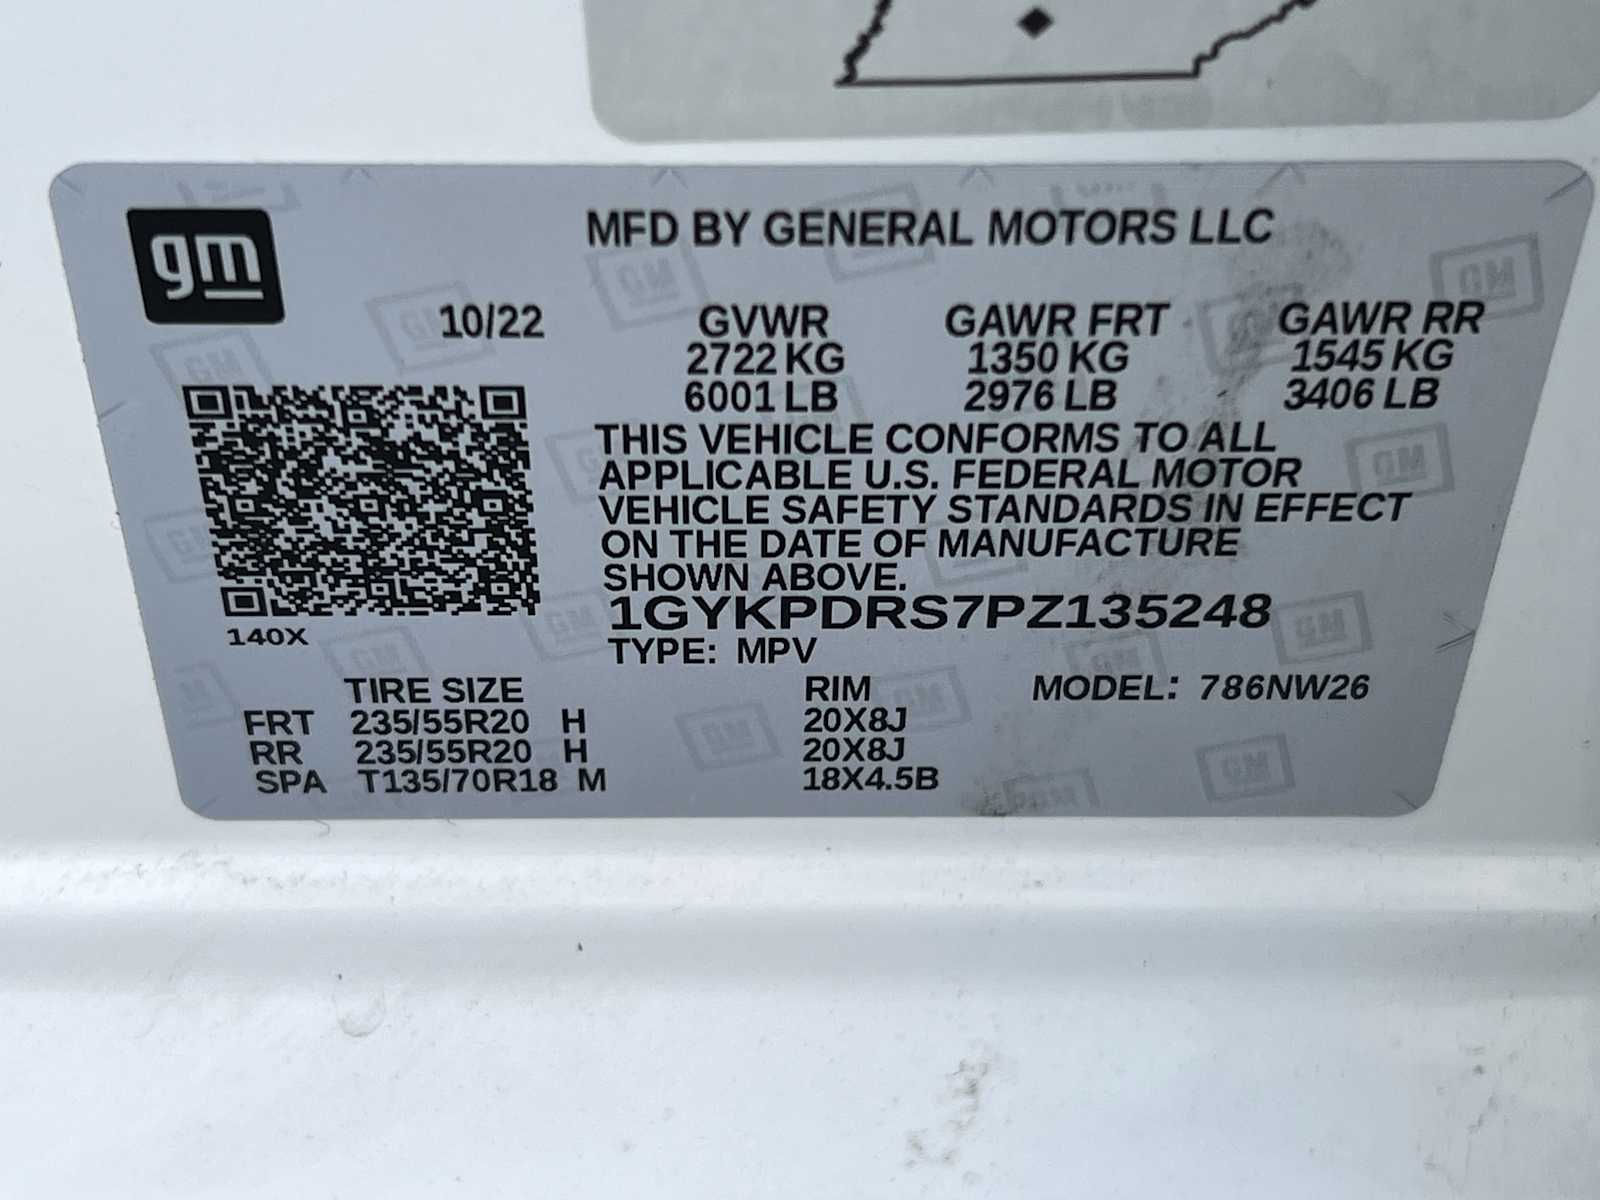 gm
MFD BY GENERAL MOTORS LLC
10/22 GVWR GAWR FRT GAWR RR
2722 KG 1350 KG 1545 KG
6001 LB 2976 LB 3406 LB
THIS VEHICLE CONFORMS TO ALL
APPLICABLE U.S. FEDERAL MOTOR
VEHICLE SAFETY STANDARDS IN EFFECT
ON THE DATE OF MANUFACTURE
SHOWN ABOVE.
1GYKPDRS7PZ135248
140X
TYPE: MPV
TIRE SIZE RIM MODEL: 786NW26
FRT 235/55R20 H 20X8J
RR 235/55R20 H 20X8J
SPA T135/70R18 M 18X4.5B